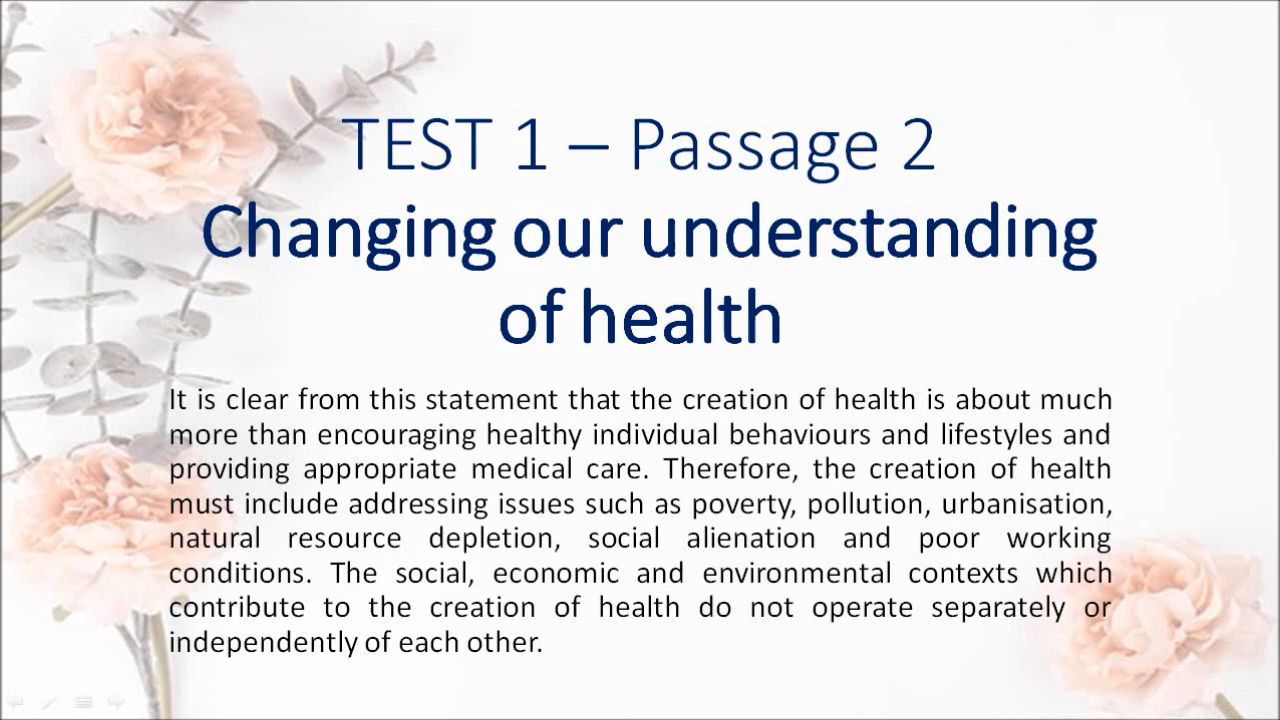 TEST 1 – Passage 2
Changing our understanding
of health
It is clear from this statement that the creation of health is about much
more than encouraging healthy individual behaviours and lifestyles and
providing appropriate medical care. Therefore, the creation of health
must include addressing issues such as poverty, pollution, urbanisation,
natural resource depletion, social alienation and poor working
conditions. The social, economic and environmental contexts which
contribute to the creation of health do not operate separately or
independently of each other.